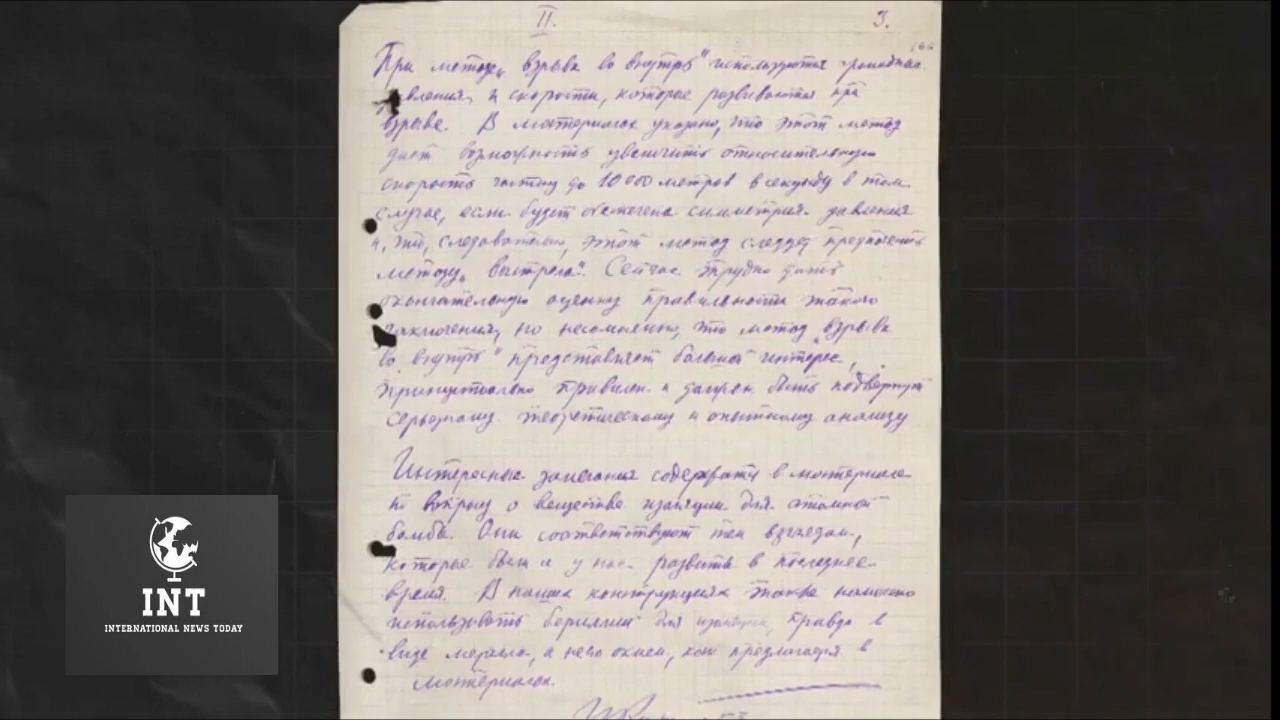 II.
3.
При методе „взрыва во внутрь" используются громадные
давления и скорости, которые развиваются при
взрыве. В материалах указано, что этот метод
дает возможность увеличить относительную
скорость частиц до 10000 метров в секунду в том
случае, если будет обеспечена симметрия давления
и, что, следовательно, этот метод следует предпочесть
методу „выстрела". Сейчас трудно дать
окончательную оценку правильности такого
заключения, но несомненно, что метод „взрыва
во внутрь" представляет большой интерес,
принципиально правилен и должен быть подвергнут
серьезному теоретическому и опытному анализу
Интересные замечания содержатся в материале
по вопросу о веществе изоляции для атомной
бомбы. Они соответствуют тем взглядам,
которые были и у нас развиты в последнее
время. В наших конструкциях также намечено
использовать бериллий для изоляции, правда в
виде металла, а не его окиси, как предлагается в
материалах.
INT
INTERNATIONAL NEWS TODAY